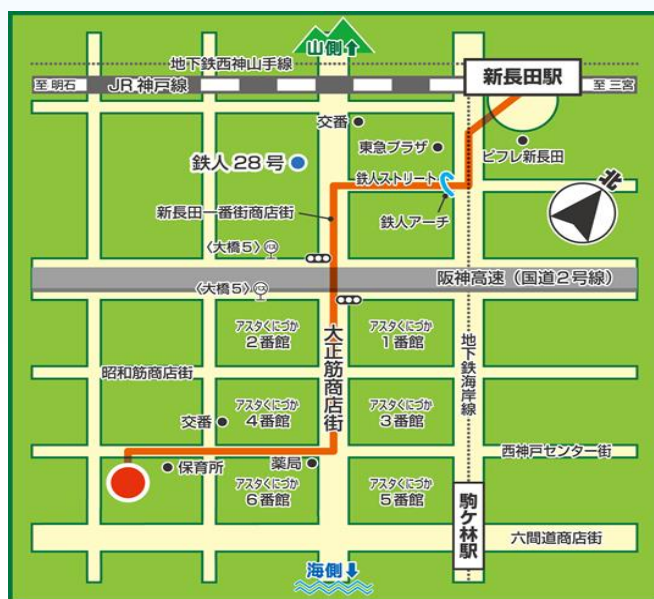 山側↑
地下鉄西神山手線
新長田駅
至 明石
JR 神戸線
至 三宮
交番
東急プラザ
ピフレ新長田
鉄人 28 号
鉄人ストリート
北
新長田一番街商店街
鉄人アーチ
〈大橋5〉
バス
阪神高速（国道2号線）
〈大橋5〉
バス
アスタくにづか
2番館
アスタくにづか
1番館
大正筋商店街
地下鉄海岸線
昭和筋商店街
アスタくにづか
4番館
アスタくにづか
3番館
交番
西神戸センター街
保育所
薬局
アスタくにづか
6番館
アスタくにづか
5番館
駒ケ林駅
六間道商店街
海側↓